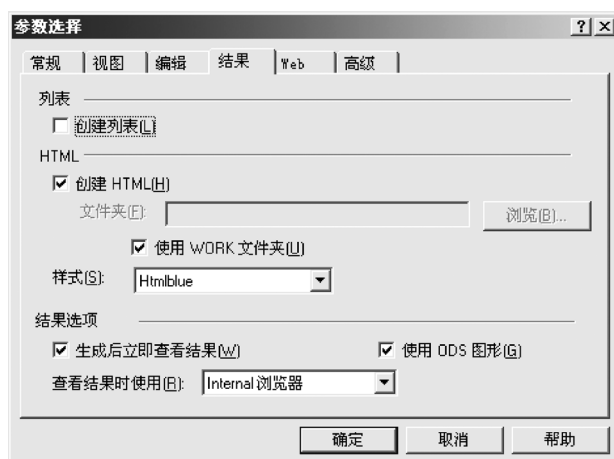 参数选择
常规 视图 编辑 结果 Web 高级
列表
创建列表(L)
HTML
创建 HTML(H)
文件夹(F): 浏览(B)...
使用 WORK 文件夹(U)
样式(S): Htmlblue
结果选项
生成后立即查看结果(W) 使用 ODS 图形(G)
查看结果时使用(R): Internal 浏览器
确定 取消 帮助